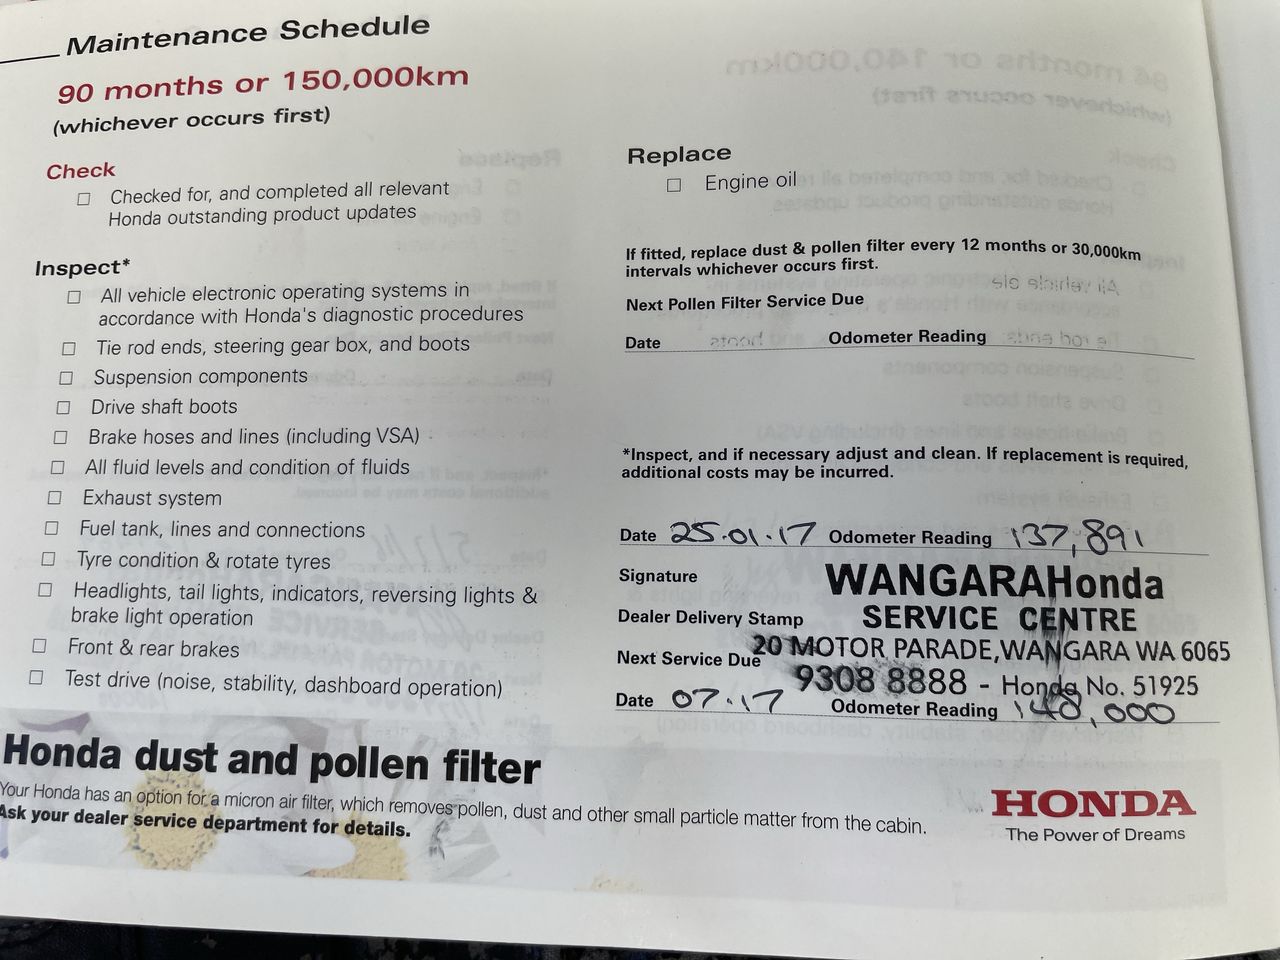 Maintenance Schedule
90 months or 150,000km
(whichever occurs first)
Check
Checked for, and completed all relevant
Honda outstanding product updates
Inspect*
All vehicle electronic operating systems in
accordance with Honda's diagnostic procedures
Tie rod ends, steering gear box, and boots
Suspension components
Drive shaft boots
Brake hoses and lines (including VSA)
All fluid levels and condition of fluids
Exhaust system
Fuel tank, lines and connections
Tyre condition & rotate tyres
Headlights, tail lights, indicators, reversing lights &
brake light operation
Front & rear brakes
Test drive (noise, stability, dashboard operation)
Replace
Engine oil
If fitted, replace dust & pollen filter every 12 months or 30,000km
intervals whichever occurs first.
Next Pollen Filter Service Due
Date Odometer Reading
*Inspect, and if necessary adjust and clean. If replacement is required,
additional costs may be incurred.
Date 25.01.17 Odometer Reading 137,891
Signature
Dealer Delivery Stamp
WANGARAHonda
SERVICE CENTRE
20 MOTOR PARADE, WANGARA WA 6065
9308 8888 - Honda No. 51925
Next Service Due
Date 07.17 Odometer Reading 148,000
Honda dust and pollen filter
Your Honda has an option for a micron air filter, which removes pollen, dust and other small particle matter from the cabin.
Ask your dealer service department for details.
HONDA
The Power of Dreams